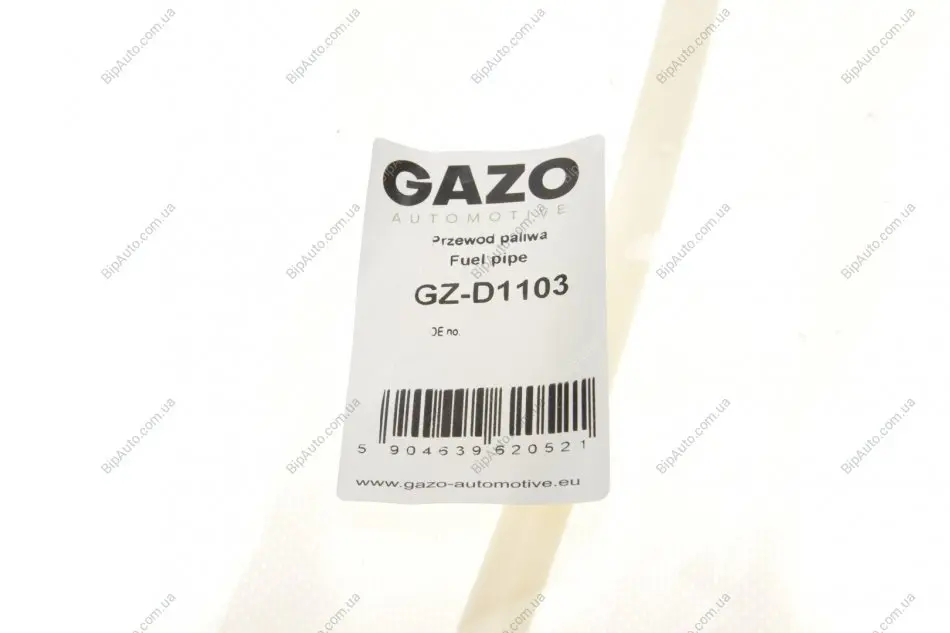 GAZO
AUTOMOTIVE
Przewod paliwa
Fuel pipe
GZ-D1103
OE no.
5 904639 620521
www.gazo-automotive.eu
BipAuto.com.ua